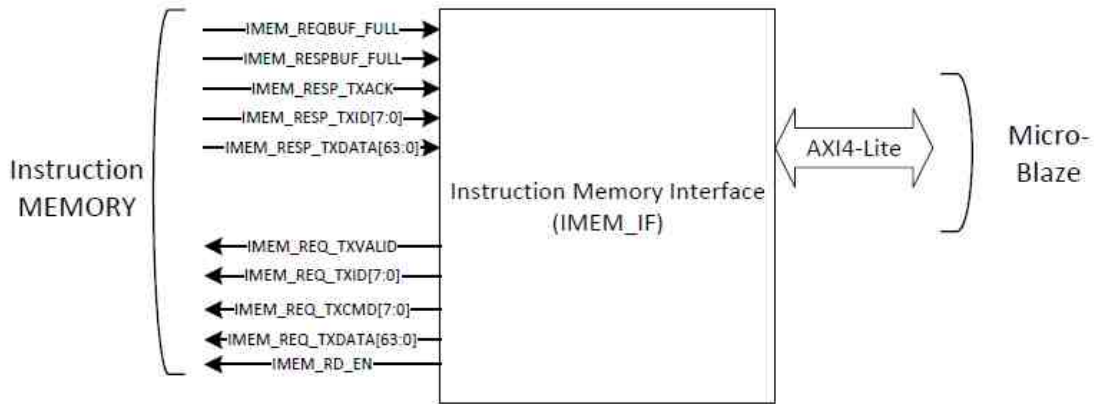 IMEM_REQBUF_FULL
IMEM_RESPBUF_FULL
IMEM_RESP_TXACK
IMEM_RESP_TXID[7:0]
IMEM_RESP_TXDATA[63:0]
Instruction
MEMORY
IMEM_REQ_TXVALID
IMEM_REQ_TXID[7:0]
IMEM_REQ_TXCMD[7:0]
IMEM_REQ_TXDATA[63:0]
IMEM_RD_EN
Instruction Memory Interface
(IMEM_IF)
AXI4-Lite
Micro-
Blaze